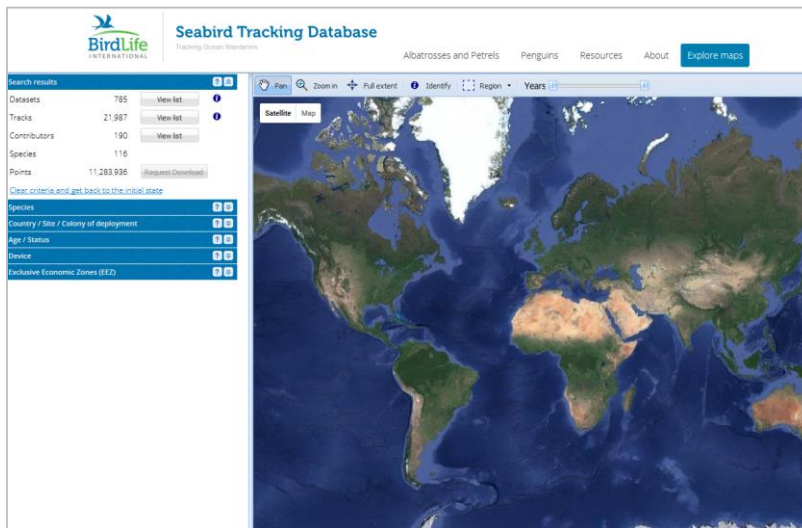 BirdLife
INTERNATIONAL
Seabird Tracking Database
Tracking Ocean Wanderers
Albatrosses and Petrels Penguins Resources About Explore maps
Search results ?
Datasets 785 View list
Tracks 21,987 View list
Contributors 190 View list
Species 116
Points 11,283,936 Request Download
Clear criteria and get back to the initial state
Species ?
Country / Site / Colony of deployment ?
Age / Status ?
Device ?
Exclusive Economic Zones (EEZ) ?
Pan Zoom in Full extent Identify Region Years
Satellite Map